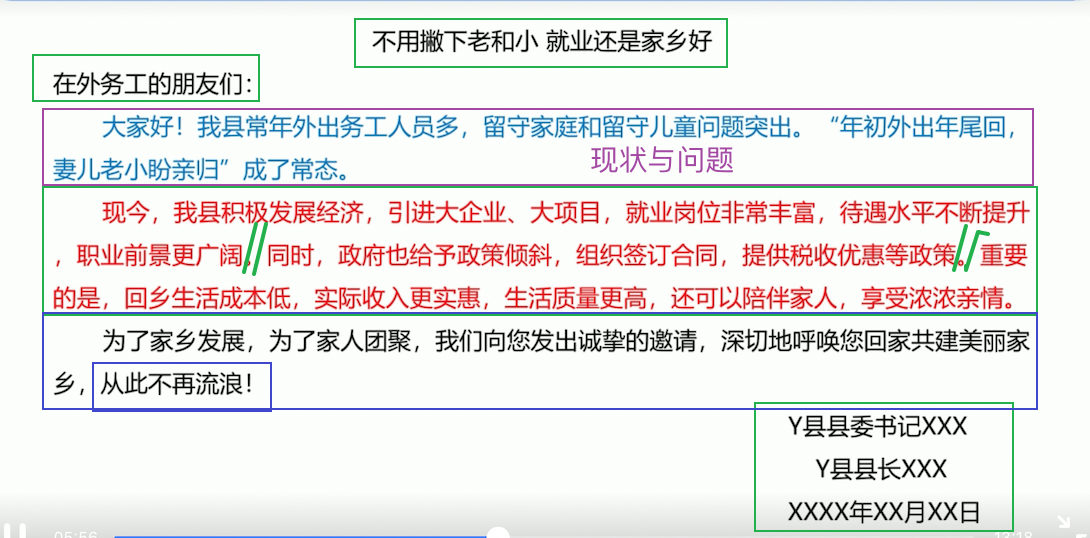 不用撇下老和小 就业还是家乡好
在外务工的朋友们：
大家好！我县常年外出务工人员多，留守家庭和留守儿童问题突出。“年初外出年尾回，
妻儿老小盼亲归”成了常态。
现状与问题
现今，我县积极发展经济，引进大企业、大项目，就业岗位非常丰富，待遇水平不断提升
，职业前景更广阔。同时，政府也给予政策倾斜，组织签订合同，提供税收优惠等政策。重要
的是，回乡生活成本低，实际收入更实惠，生活质量更高，还可以陪伴家人，享受浓浓亲情。
为了家乡发展，为了家人团聚，我们向您发出诚挚的邀请，深切地呼唤您回家共建美丽家
乡，从此不再流浪！
Y县县委书记XXX
Y县县长XXX
XXXX年XX月XX日
05:56